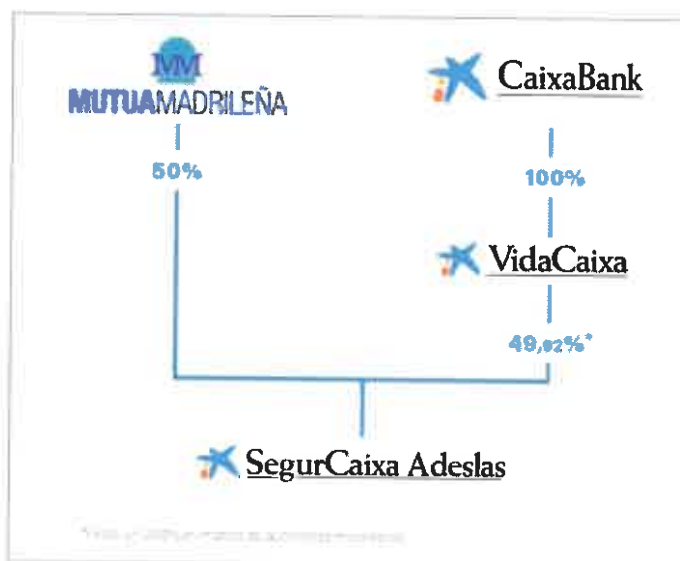 MM
MUTUAMADRILEÑA
CaixaBank
50%
100%
VidaCaixa
49,92%*
SegurCaixa Adeslas